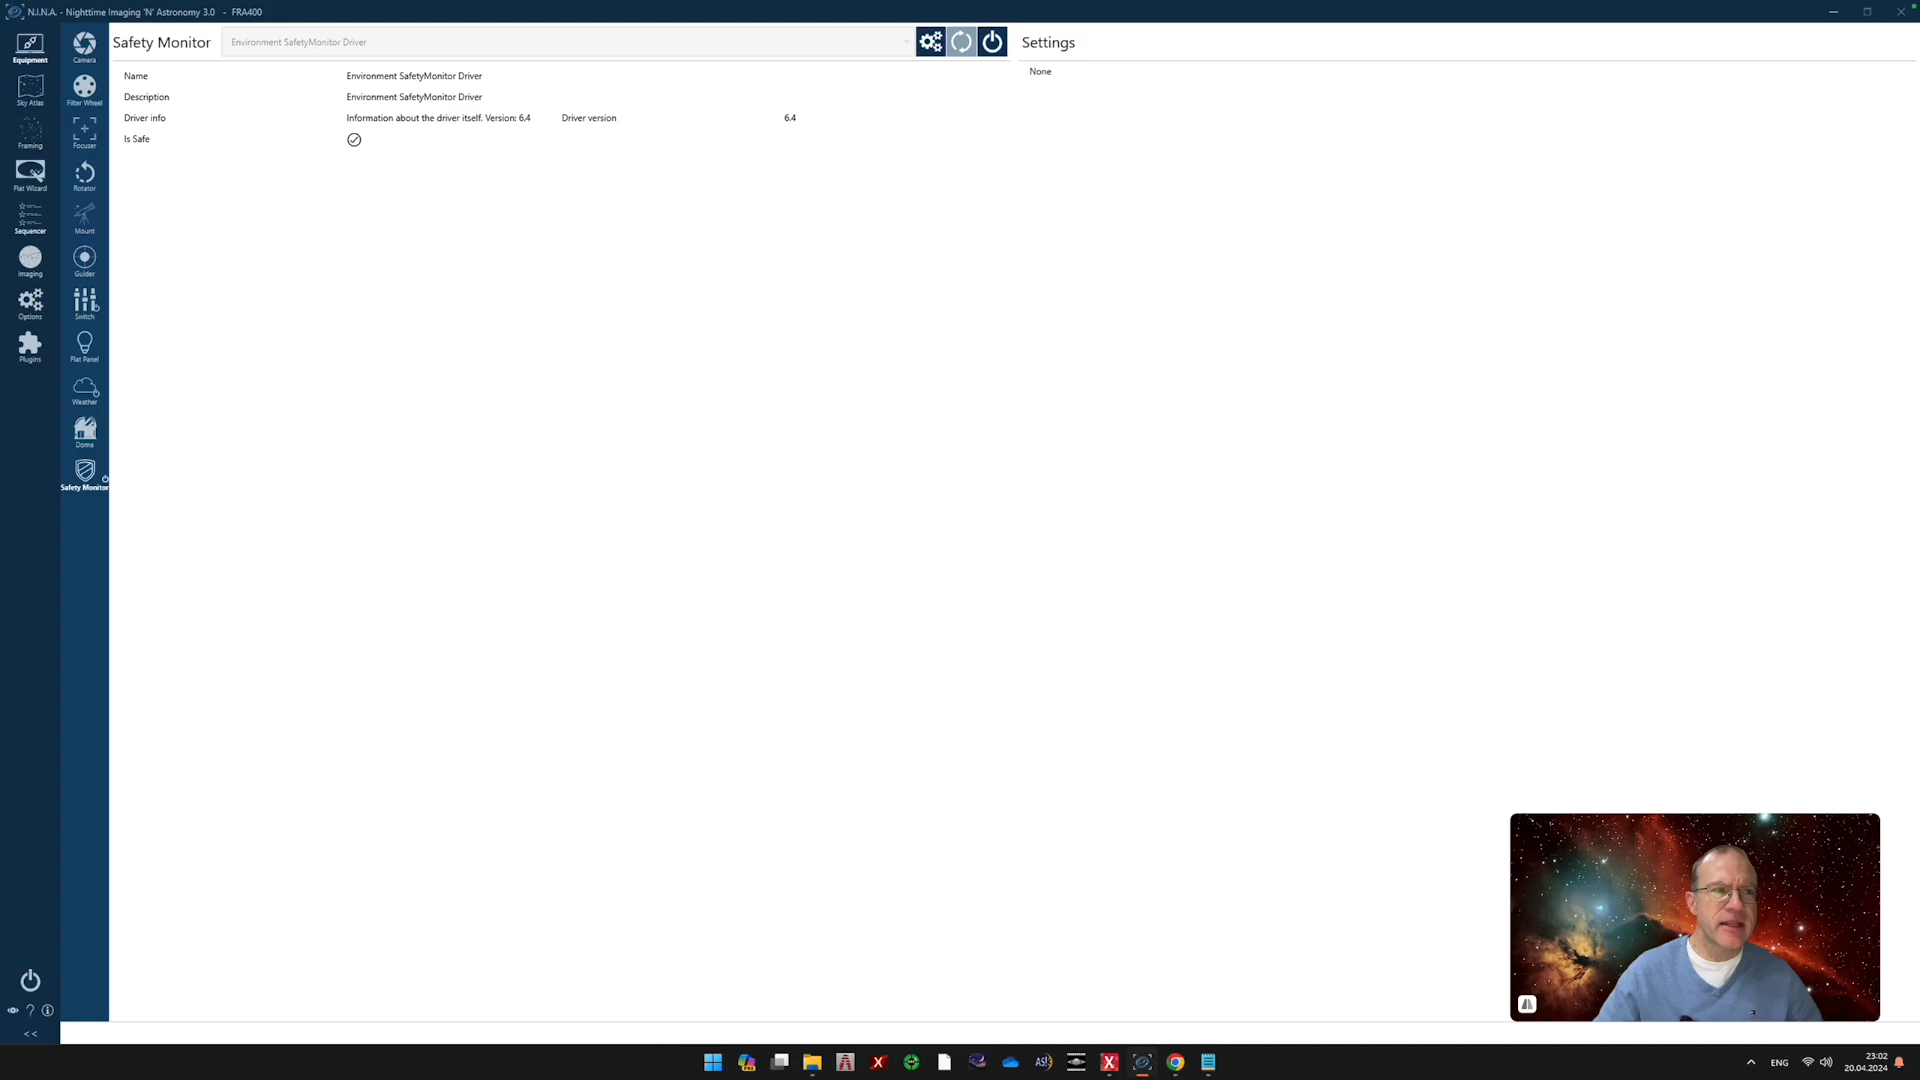 N.I.N.A. - Nighttime Imaging 'N' Astronomy 3.0 - FRA400
Equipment
Sky Atlas
Framing
Flat Wizard
Sequencer
Imaging
Options
Plugins
<<
Camera
Filter Wheel
Focuser
Rotator
Mount
Guider
Switch
Flat Panel
Weather
Dome
Safety Monitor
Safety Monitor
Environment SafetyMonitor Driver
Name Environment SafetyMonitor Driver
Description Environment SafetyMonitor Driver
Driver info Information about the driver itself. Version: 6.4 Driver version 6.4
Is Safe
Settings
None
ENG
23:02
20.04.2024